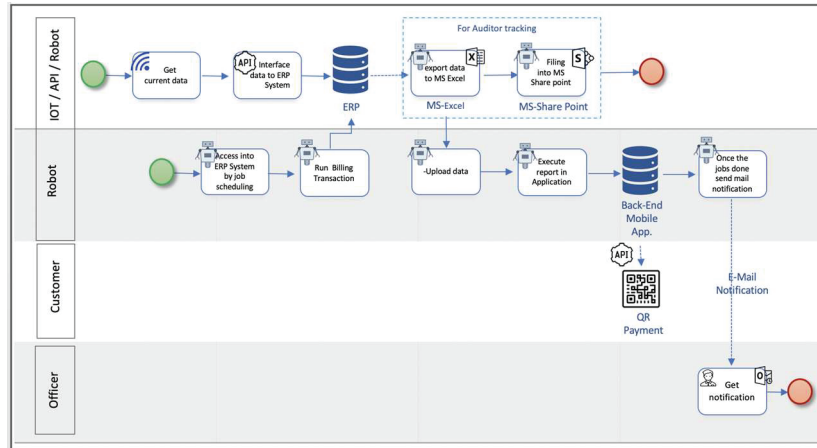 IOT / API / Robot
For Auditor tracking
Get
current data
API
Interface
data to ERP
System
ERP
export data
to MS Excel
X
MS-Excel
Filing
into MS
Share point
S
MS-Share Point
Robot
Access into
ERP System
by job
scheduling
Run Billing
Transaction
-Upload data
Execute
report in
Application
Back-End
Mobile
App.
Once the
jobs done
send mail
notification
Customer
API
QR
Payment
E-Mail
Notification
Officer
Get
notification
O